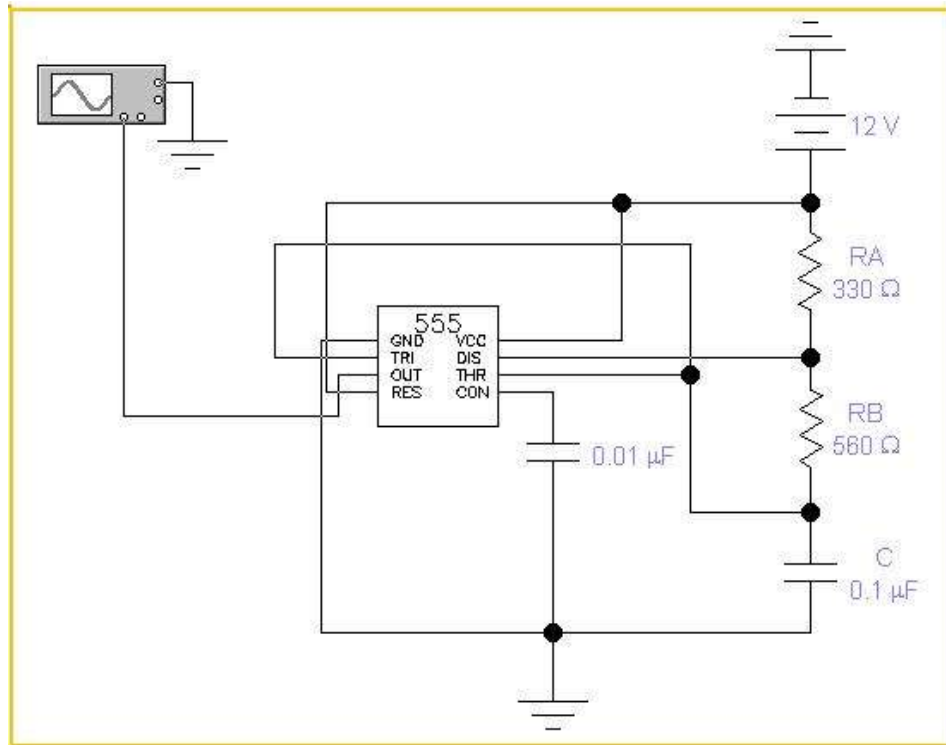 12 V
RA
330 Ω
555
GND VCC
TRI DIS
OUT THR
RES CON
RB
560 Ω
0.01 µF
C
0.1 µF